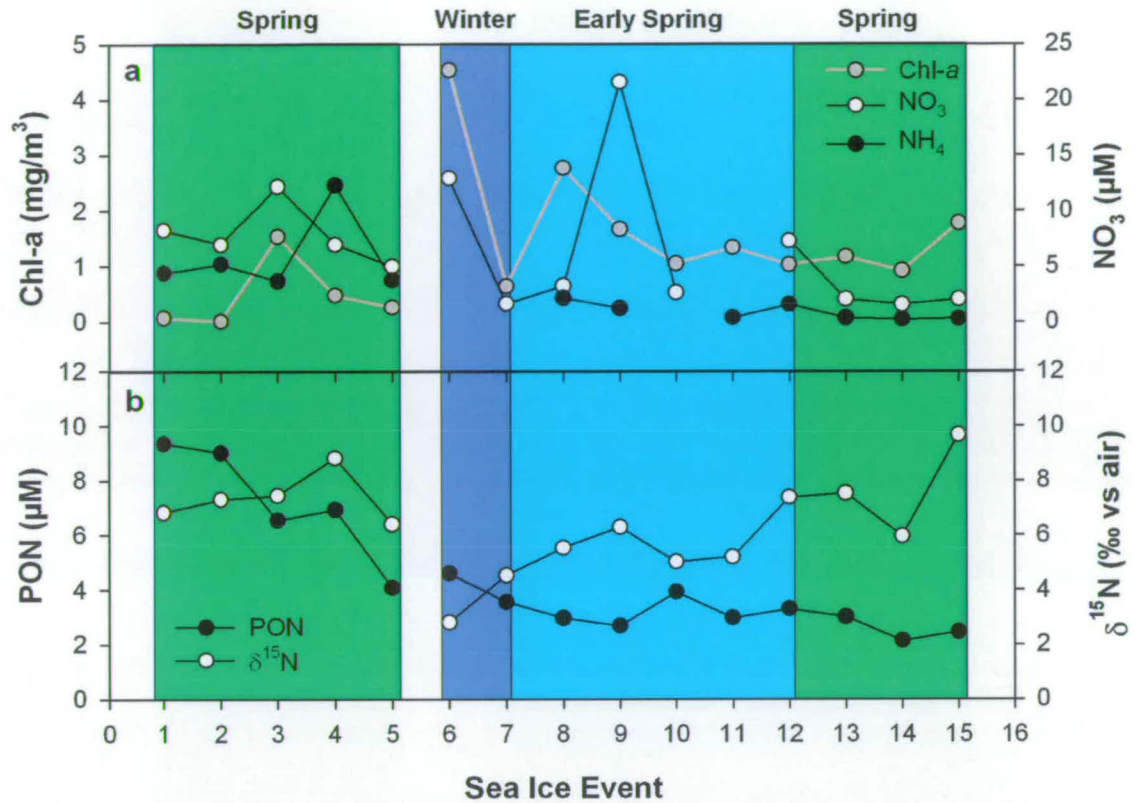 Spring Winter Early Spring Spring
a
Chl-a (mg/m³)
5
4
3
2
1
0
Chl-a
NO₃
NH₄
25
20
15
10
5
0
NO₃ (µM)
b
PON (µM)
12
10
8
6
4
2
0
PON
δ¹⁵N
12
10
8
6
4
2
0
δ¹⁵N (‰ vs air)
0 1 2 3 4 5 6 7 8 9 10 11 12 13 14 15 16
Sea Ice Event